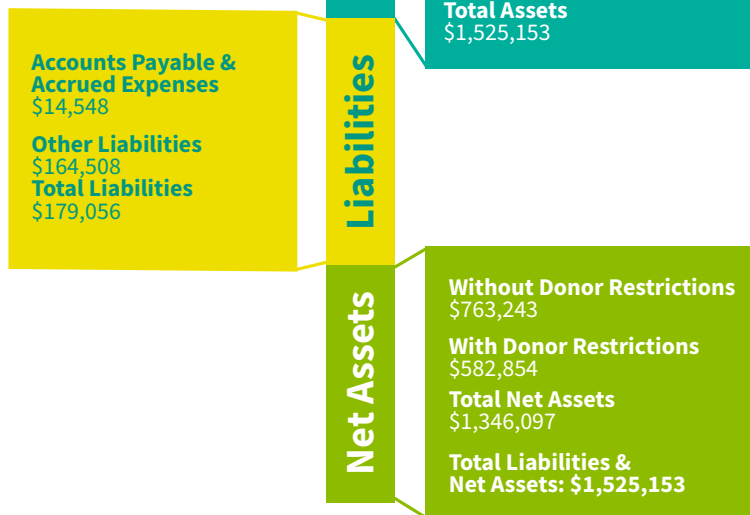 Total Assets
$1,525,153
Liabilities
Accounts Payable &
Accrued Expenses
$14,548
Other Liabilities
$164,508
Total Liabilities
$179,056
Net Assets
Without Donor Restrictions
$763,243
With Donor Restrictions
$582,854
Total Net Assets
$1,346,097
Total Liabilities &
Net Assets: $1,525,153